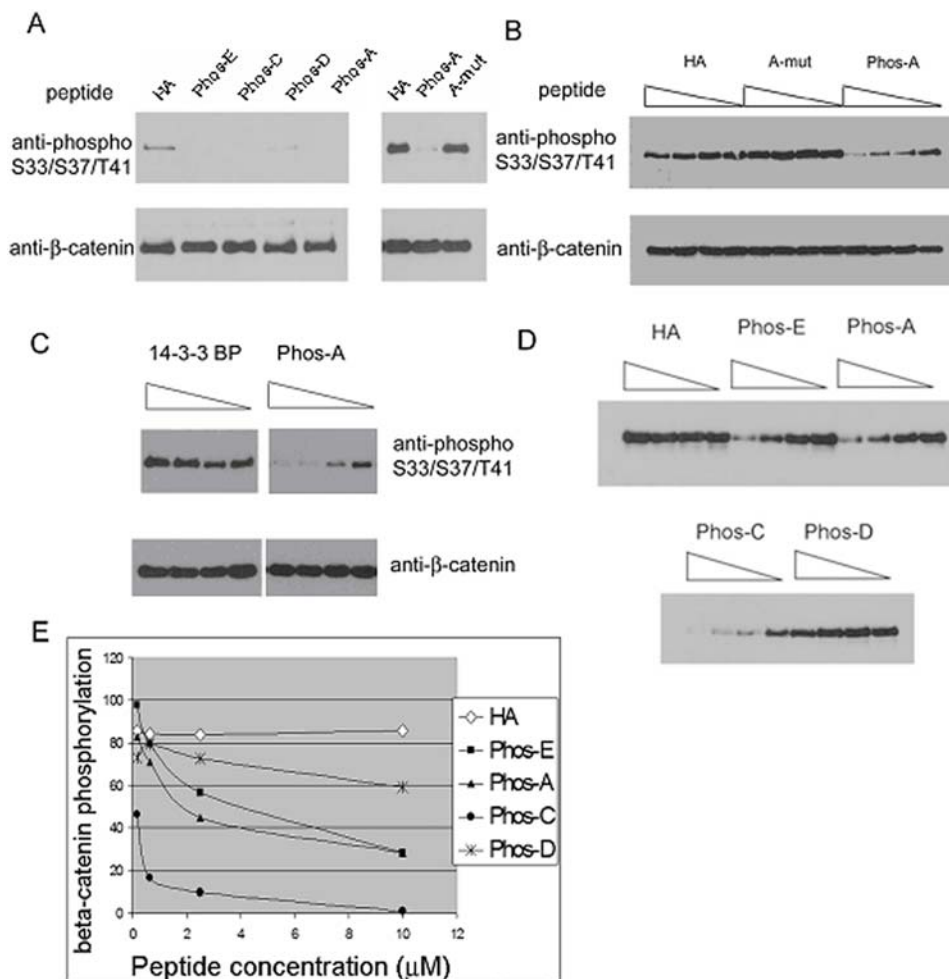 A
peptide
HA Phos-E Phos-C Phos-D Phos-A
HA Phos-A A-mut
anti-phospho
S33/S37/T41
anti-β-catenin
B
HA A-mut Phos-A
peptide
anti-phospho
S33/S37/T41
anti-β-catenin
C
14-3-3 BP Phos-A
anti-phospho
S33/S37/T41
anti-β-catenin
D
HA Phos-E Phos-A
Phos-C Phos-D
E
beta-catenin phosphorylation
120
100
80
60
40
20
0
0 2 4 6 8 10 12
Peptide concentration (μM)
HA
Phos-E
Phos-A
Phos-C
Phos-D